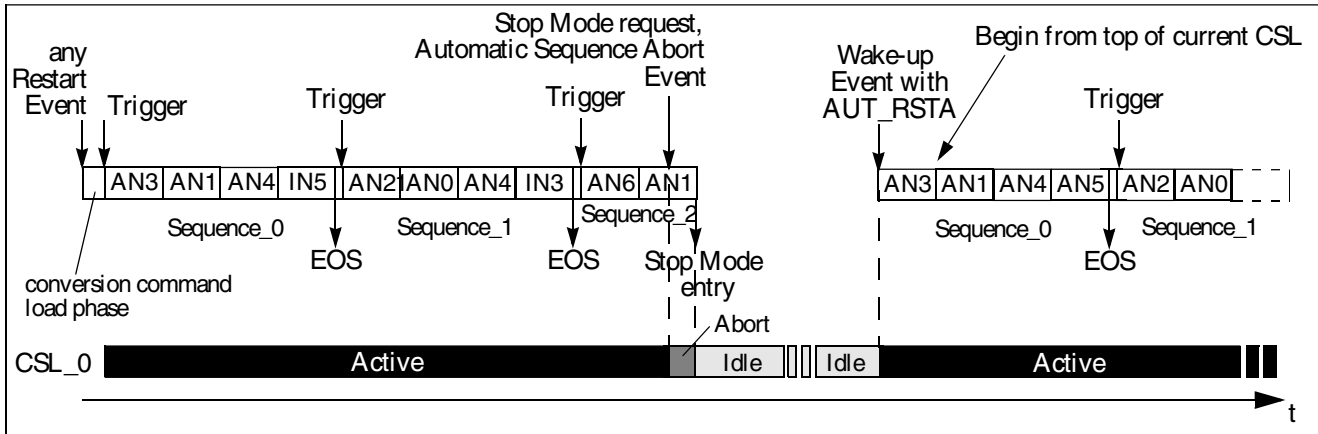 any
Restart
Event
Trigger
Trigger
Stop Mode request,
Automatic Sequence Abort
Event
Trigger
Wake-up
Event with
AUT_RSTA
Begin from top of current CSL
Trigger
AN3 AN1 AN4 IN5 AN21 AN0 AN4 IN3 AN6 AN1
AN3 AN1 AN4 AN5 AN2 AN0
Sequence_0
Sequence_1
Sequence_2
Sequence_0
Sequence_1
EOS
EOS
Stop Mode
entry
EOS
conversion command
load phase
Abort
CSL_0
Active
Idle
Idle
Active
t